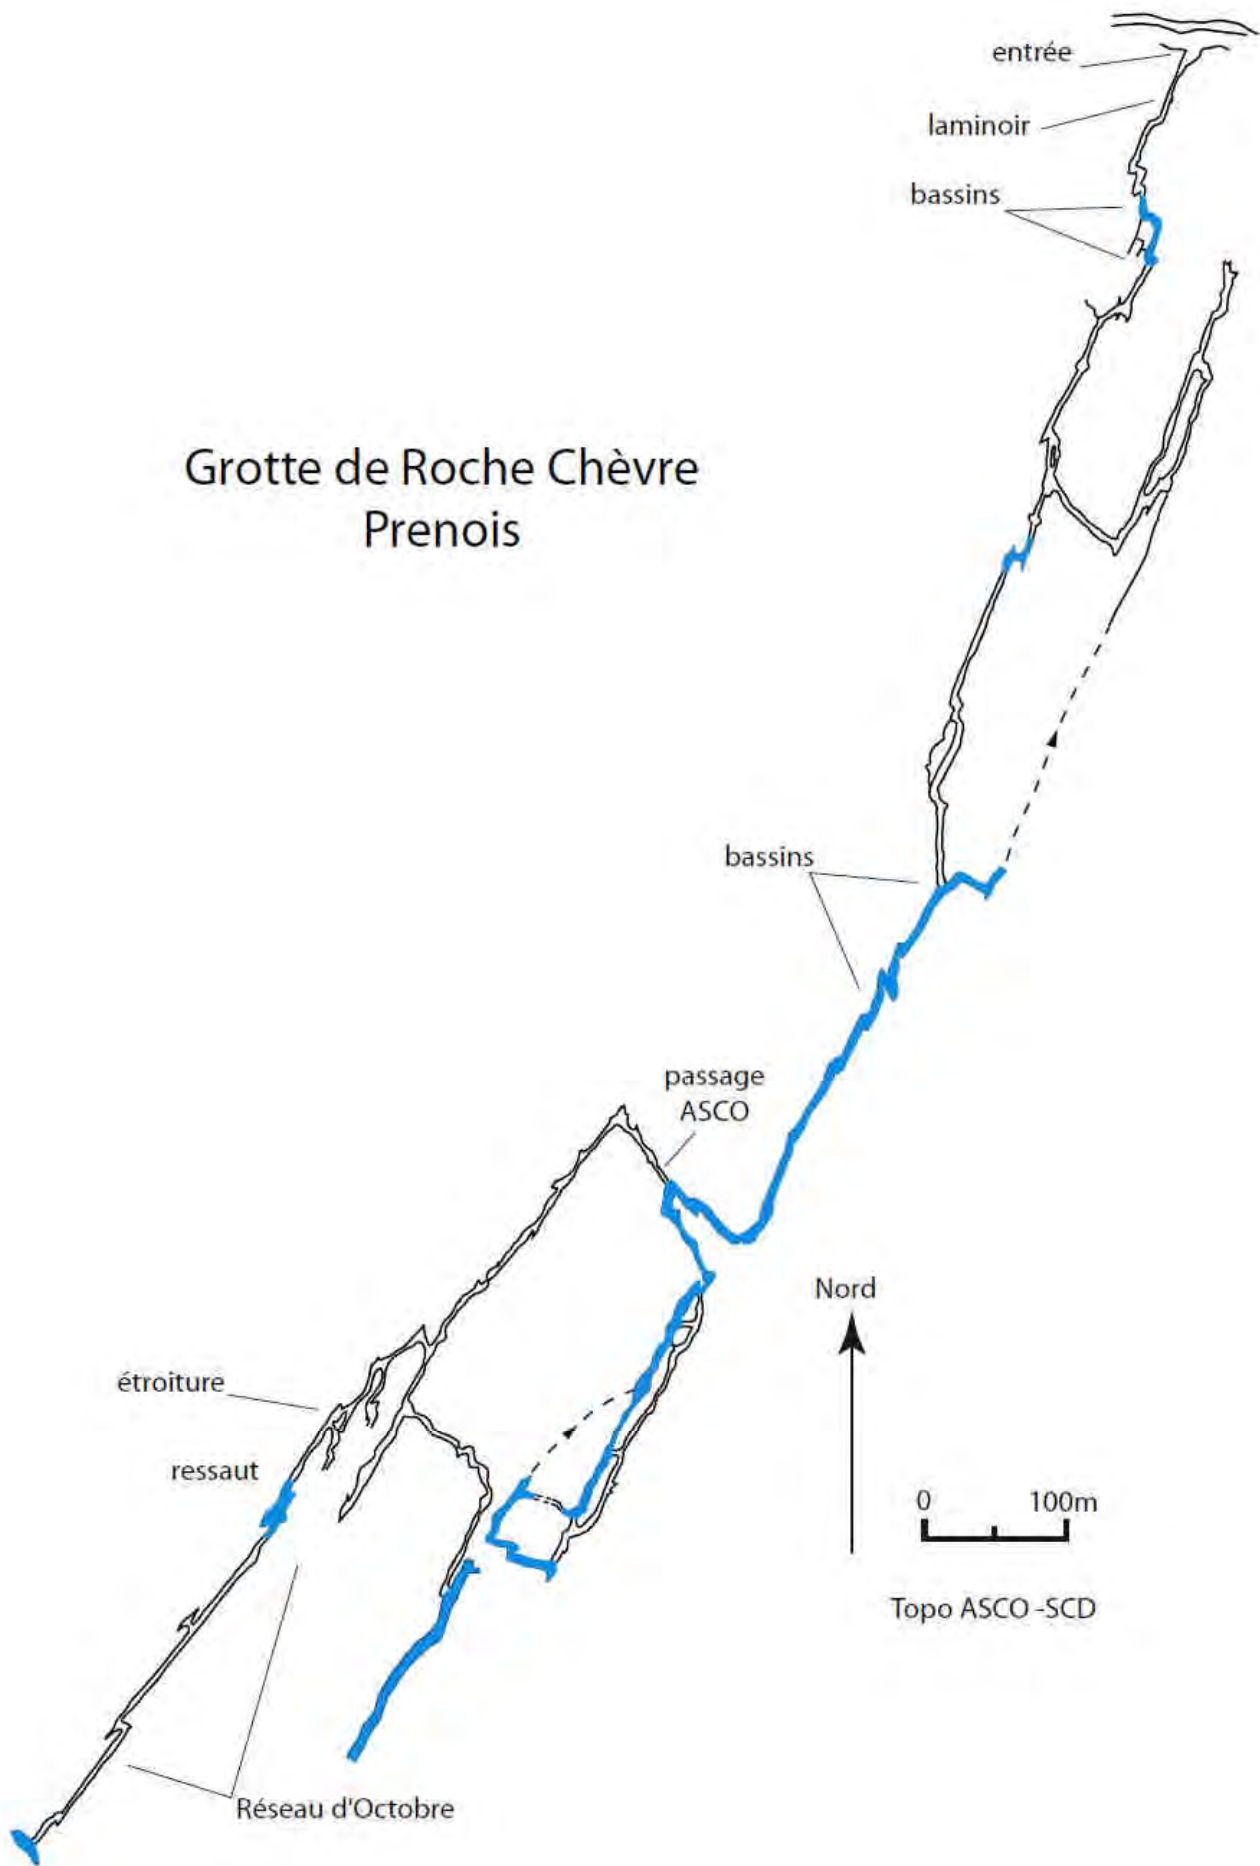 entrée
laminoir
bassins
Grotte de Roche Chèvre
Prenois
bassins
passage
ASCO
Nord
étroiture
ressaut
0 100m
Topo ASCO -SCD
Réseau d'Octobre